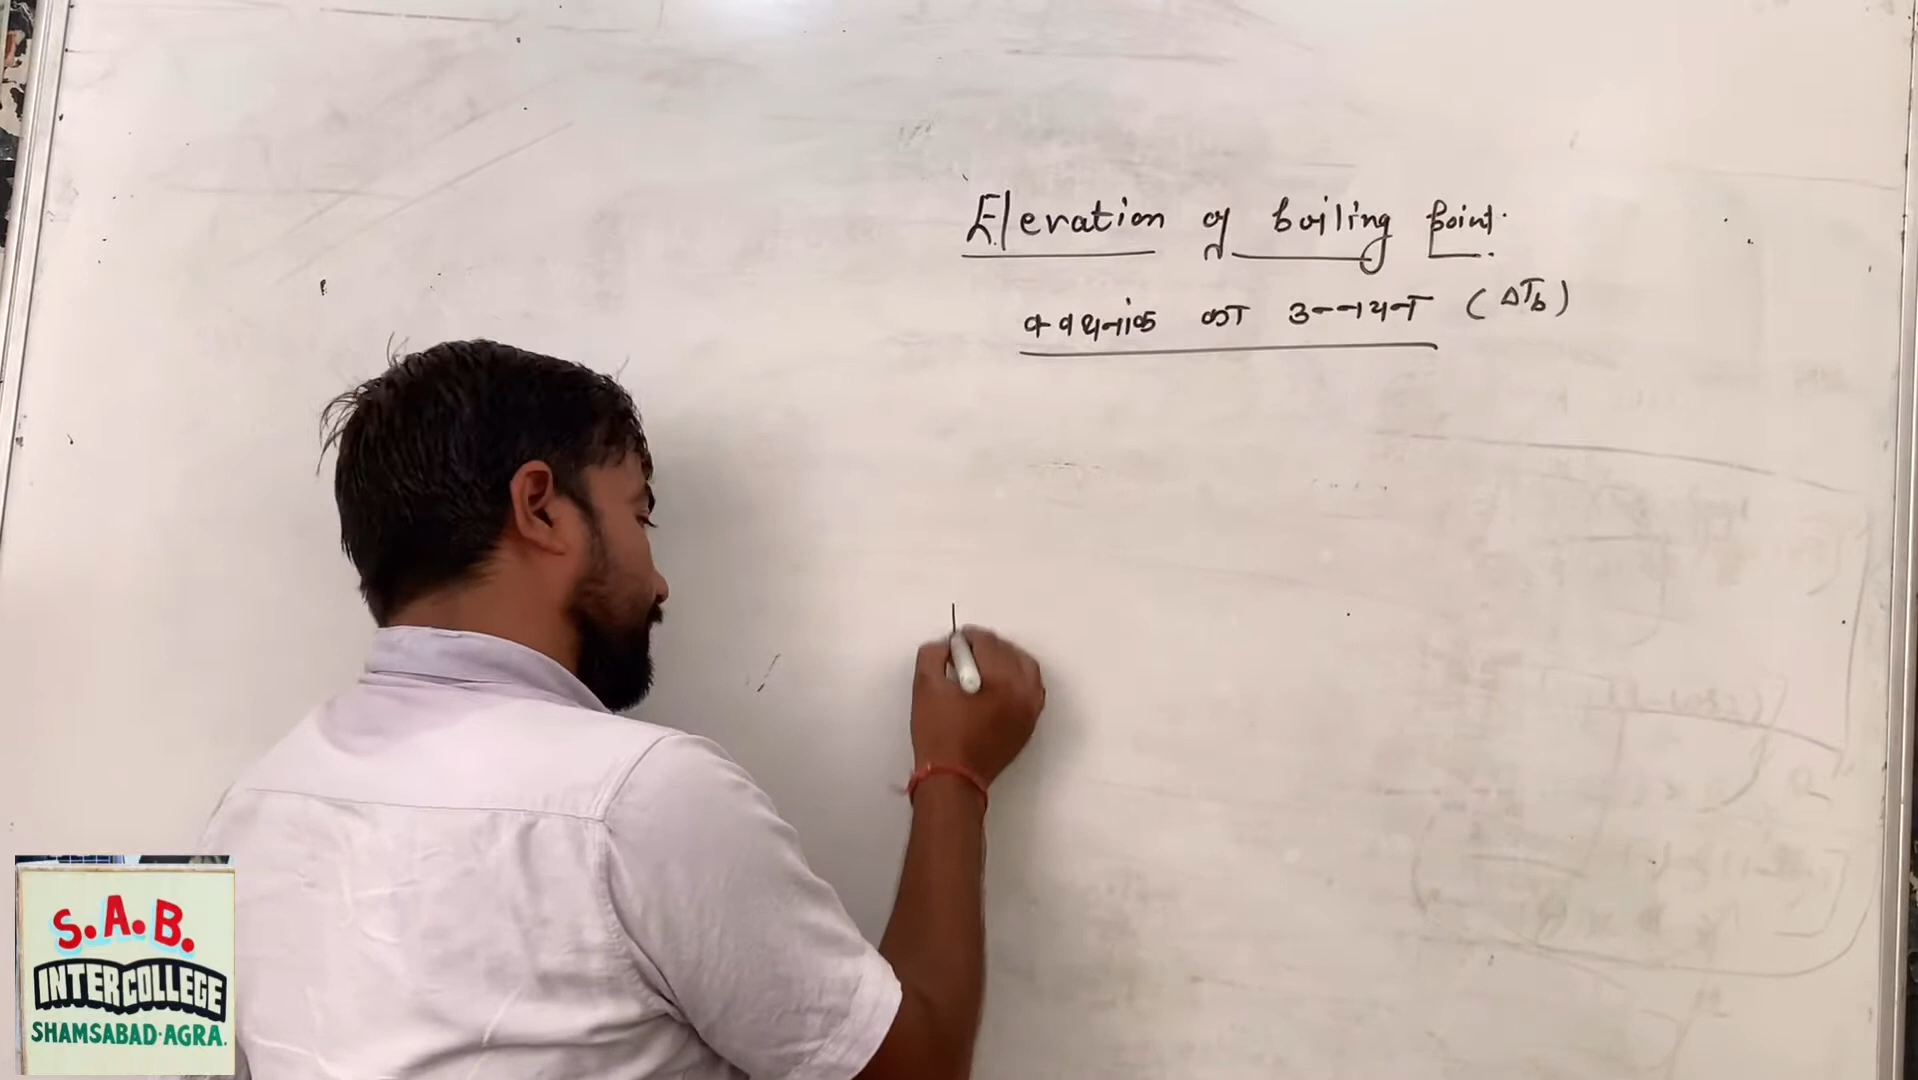 Elevation of boiling point.
क्वथनांक का उन्नयन (ΔTb)
S.A.B.
INTERCOLLEGE
SHAMSABAD·AGRA.